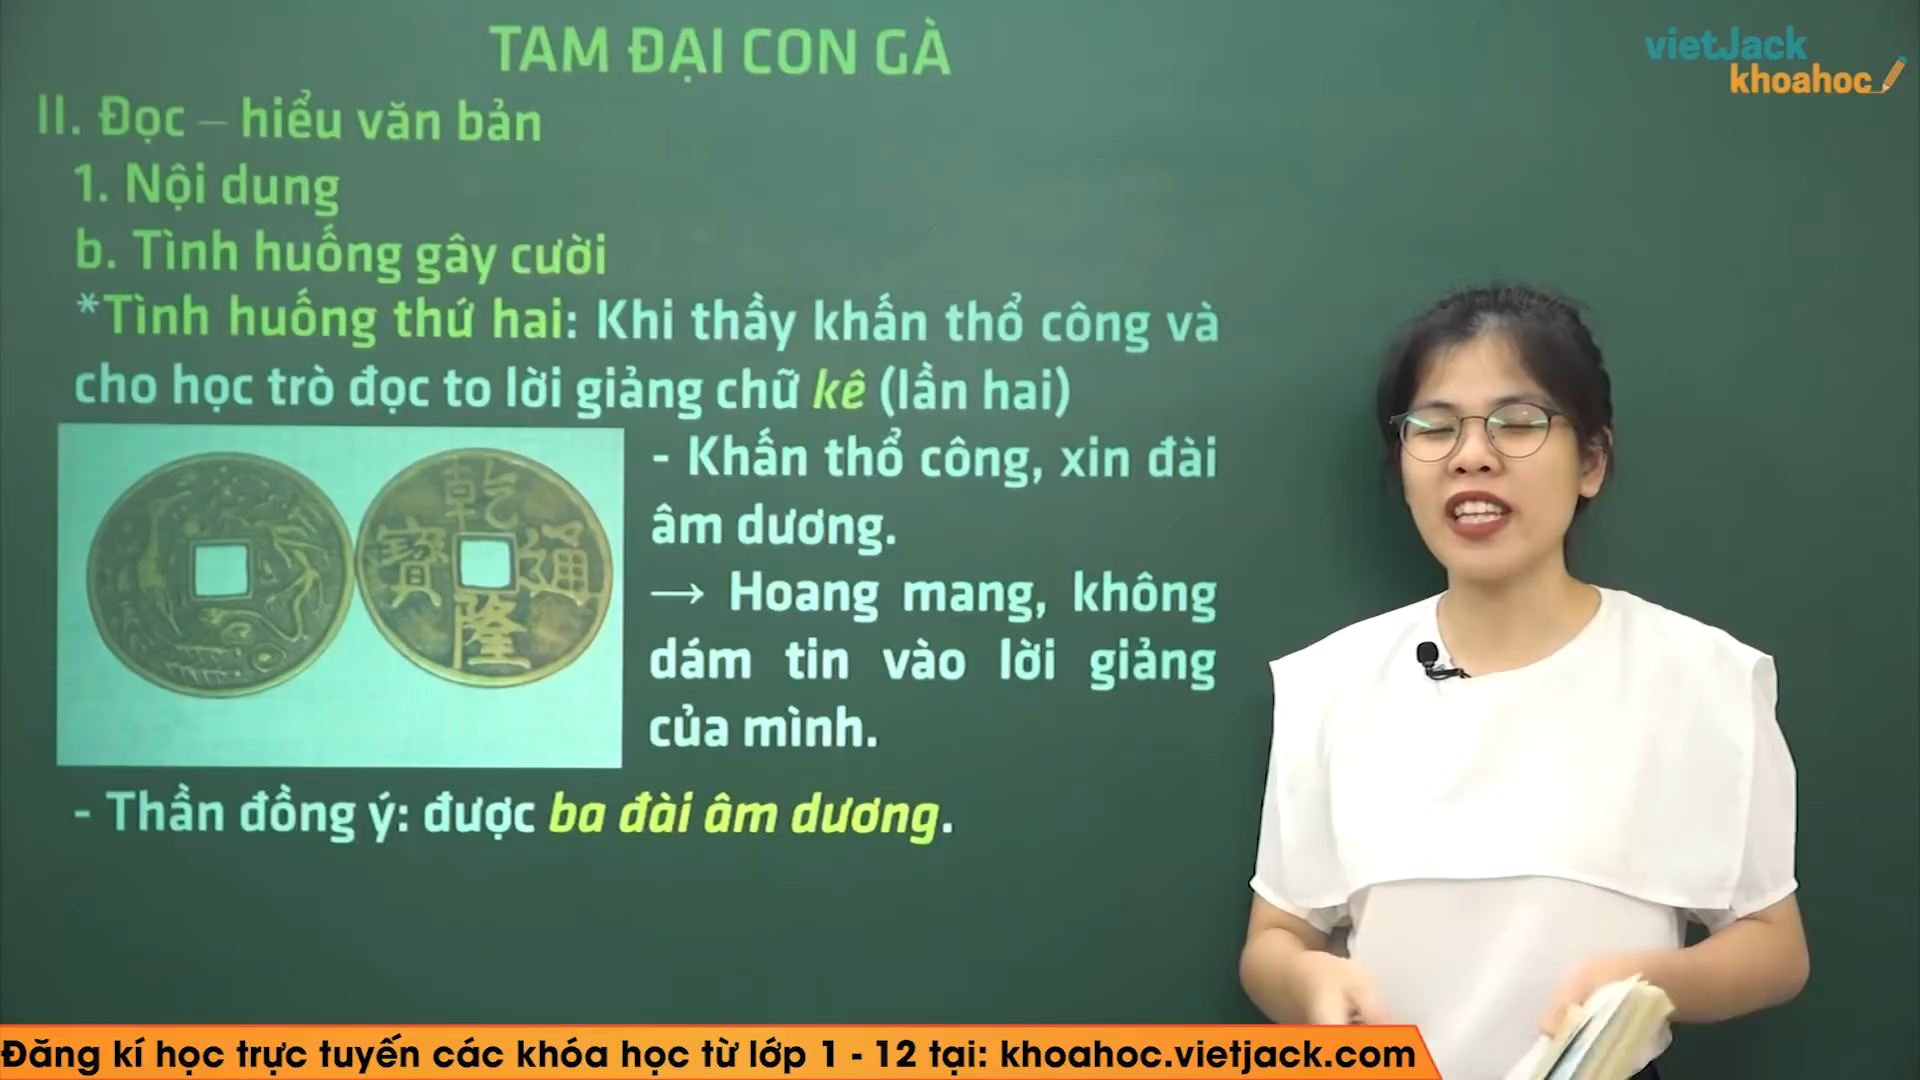 TAM ĐẠI CON GÀ
vietJack
khoahoc
II. Đọc – hiểu văn bản
1. Nội dung
b. Tình huống gây cười
*Tình huống thứ hai: Khi thầy khấn thổ công và
cho học trò đọc to lời giảng chữ kê (lần hai)
乾
寶 通
隆
- Khấn thổ công, xin đài
âm dương.
→ Hoang mang, không
dám tin vào lời giảng
của mình.
- Thần đồng ý: được ba đài âm dương.
Đăng kí học trực tuyến các khóa học từ lớp 1 - 12 tại: khoahoc.vietjack.com